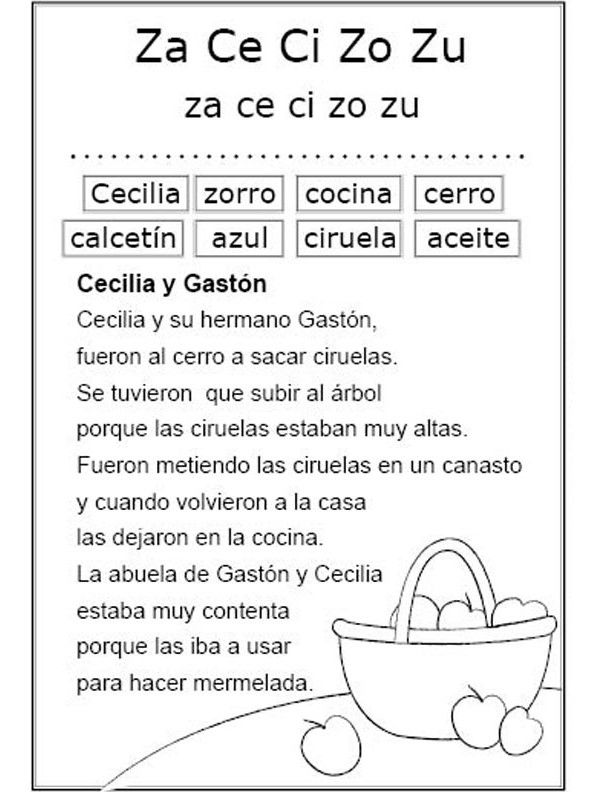 Za Ce Ci Zo Zu
za ce ci zo zu
Cecilia zorro cocina cerro
calcetín azul ciruela aceite
Cecilia y Gastón
Cecilia y su hermano Gastón,
fueron al cerro a sacar ciruelas.
Se tuvieron que subir al árbol
porque las ciruelas estaban muy altas.
Fueron metiendo las ciruelas en un canasto
y cuando volvieron a la casa
las dejaron en la cocina.
La abuela de Gastón y Cecilia
estaba muy contenta
porque las iba a usar
para hacer mermelada.